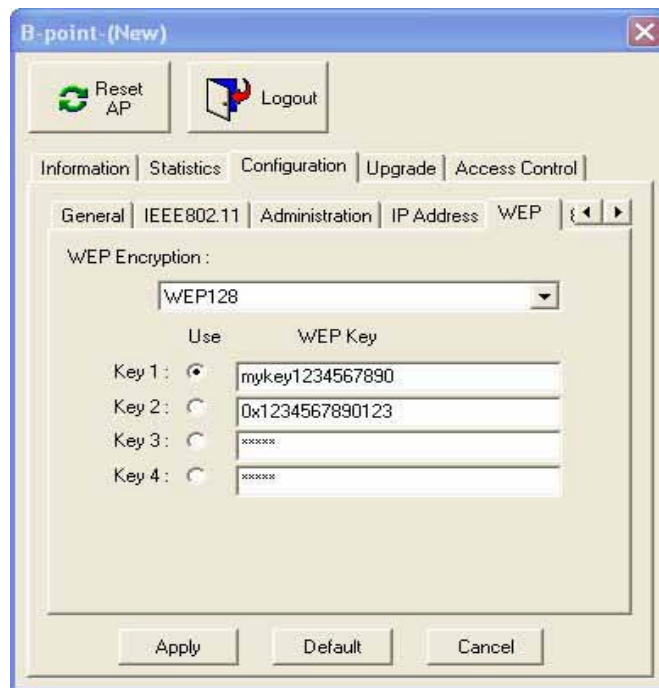 B-point-(New)
Reset AP
Logout
Information Statistics Configuration Upgrade Access Control
General IEEE802.11 Administration IP Address WEP
WEP Encryption :
WEP128
Use WEP Key
Key 1 : mykey1234567890
Key 2 : 0x1234567890123
Key 3 : *****
Key 4 : *****
Apply Default Cancel